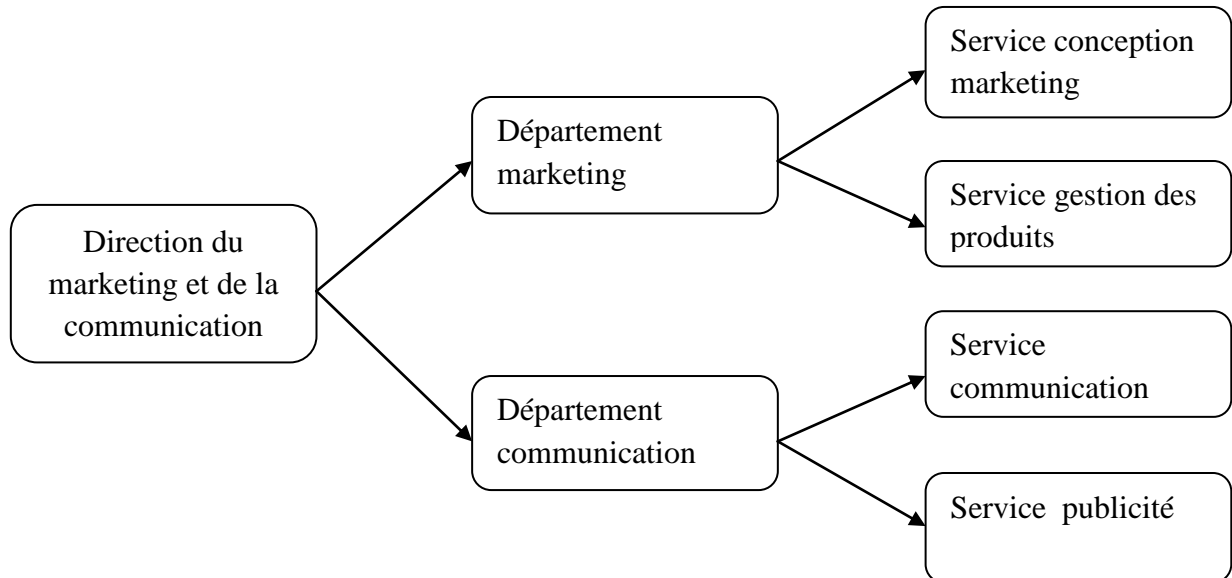 Direction du
marketing et de la
communication
Département
marketing
Service conception
marketing
Service gestion des
produits
Département
communication
Service
communication
Service publicité